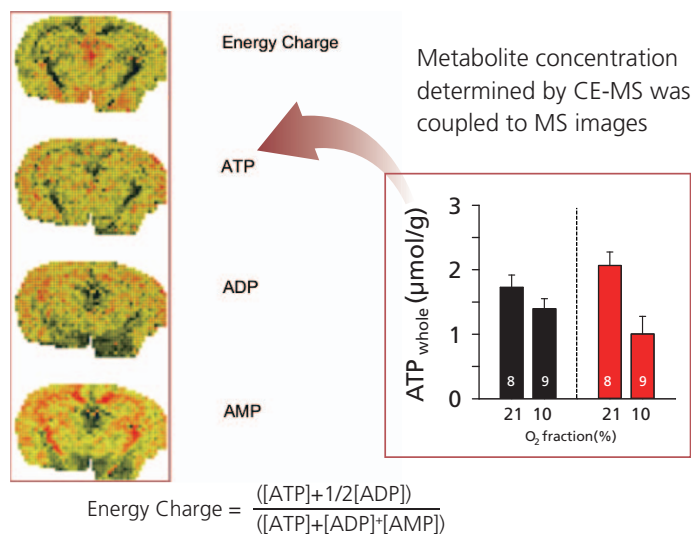 Energy Charge
Metabolite concentration
determined by CE-MS was
coupled to MS images
ATP
ADP
AMP
ATP whole (μmol/g)
3
2
1
0
8
9
8
9
21
10
21
10
O₂ fraction(%)
Energy Charge = ([ATP]+1/2[ADP])
([ATP]+[ADP]⁺[AMP])